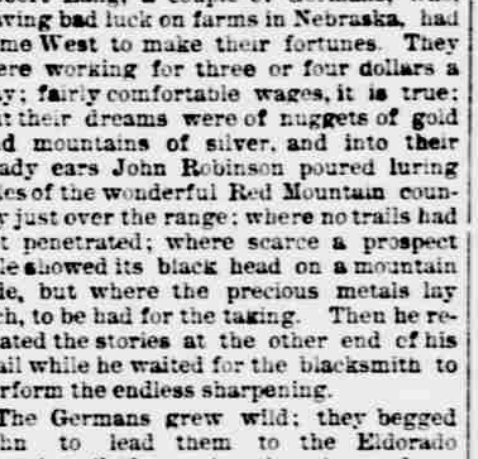 ving bad luck on farms in Nebraska, had
me West to make their fortunes. They
ere working for three or four dollars a
y; fairly comfortable wages, it is true;
t their dreams were of nuggets of gold
d mountains of silver, and into their
ady ears John Robinson poured luring
les of the wonderful Red Mountain coun-
y just over the range; where no trails had
t penetrated; where scarce a prospect
le showed its black head on a mountain
ie, but where the precious metals lay
ch, to be had for the taking. Then he re-
ated the stories at the other end of his
ail while he waited for the blacksmith to
rform the endless sharpening.
The Germans grew wild; they begged
hn to lead them to the Eldorado